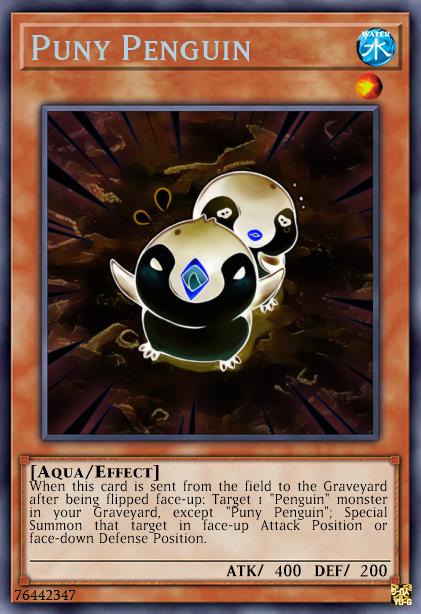 Puny Penguin
WATER
水
[Aqua/Effect]
When this card is sent from the field to the Graveyard
after being flipped face-up: Target 1 "Penguin" monster
in your Graveyard, except "Puny Penguin"; Special
Summon that target in face-up Attack Position or
face-down Defense Position.
ATK/ 400 DEF/ 200
76442347